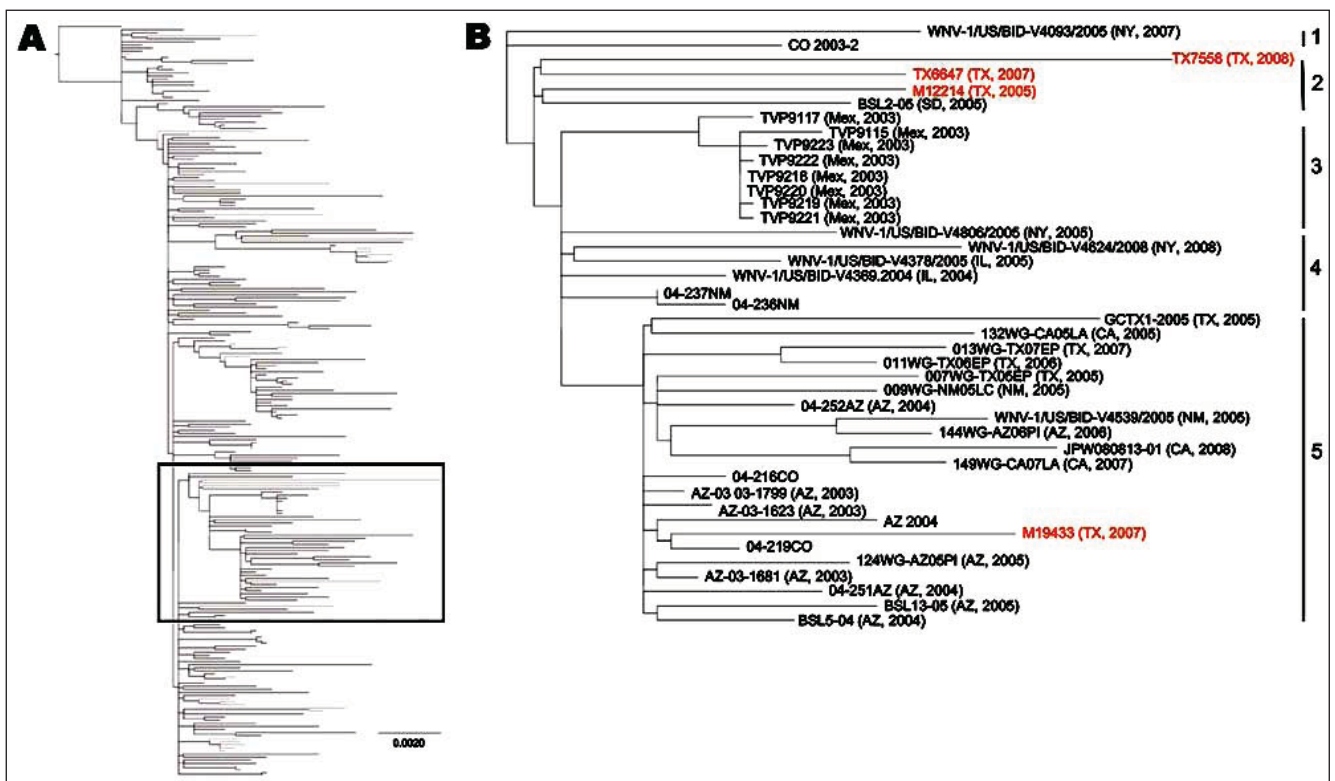 A
0.0020
B
WNV-1/US/BID-V4093/2005 (NY, 2007)
CO 2003-2
1
TX7558 (TX, 2008)
TX6647 (TX, 2007)
M12214 (TX, 2005)
BSL2-05 (SD, 2005)
2
TVP9117 (Mex, 2003)
TVP9115 (Mex, 2003)
TVP9223 (Mex, 2003)
TVP9222 (Mex, 2003)
TVP9218 (Mex, 2003)
TVP9220 (Mex, 2003)
TVP9219 (Mex, 2003)
TVP9221 (Mex, 2003)
3
WNV-1/US/BID-V4806/2005 (NY, 2005)
WNV-1/US/BID-V4624/2008 (NY, 2008)
WNV-1/US/BID-V4378/2005 (IL, 2005)
WNV-1/US/BID-V4369.2004 (IL, 2004)
04-237NM
04-236NM
4
GCTX1-2005 (TX, 2005)
132WG-CA05LA (CA, 2005)
013WG-TX07EP (TX, 2007)
011WG-TX06EP (TX, 2006)
007WG-TX05EP (TX, 2005)
009WG-NM05LC (NM, 2005)
04-252AZ (AZ, 2004)
WNV-1/US/BID-V4539/2005 (NM, 2005)
144WG-AZ06PI (AZ, 2006)
JPW080813-01 (CA, 2008)
149WG-CA07LA (CA, 2007)
04-216CO
AZ-03 03-1799 (AZ, 2003)
AZ-03-1623 (AZ, 2003)
AZ 2004
M19433 (TX, 2007)
04-219CO
124WG-AZ05PI (AZ, 2005)
AZ-03-1681 (AZ, 2003)
04-251AZ (AZ, 2004)
BSL13-05 (AZ, 2005)
BSL5-04 (AZ, 2004)
5